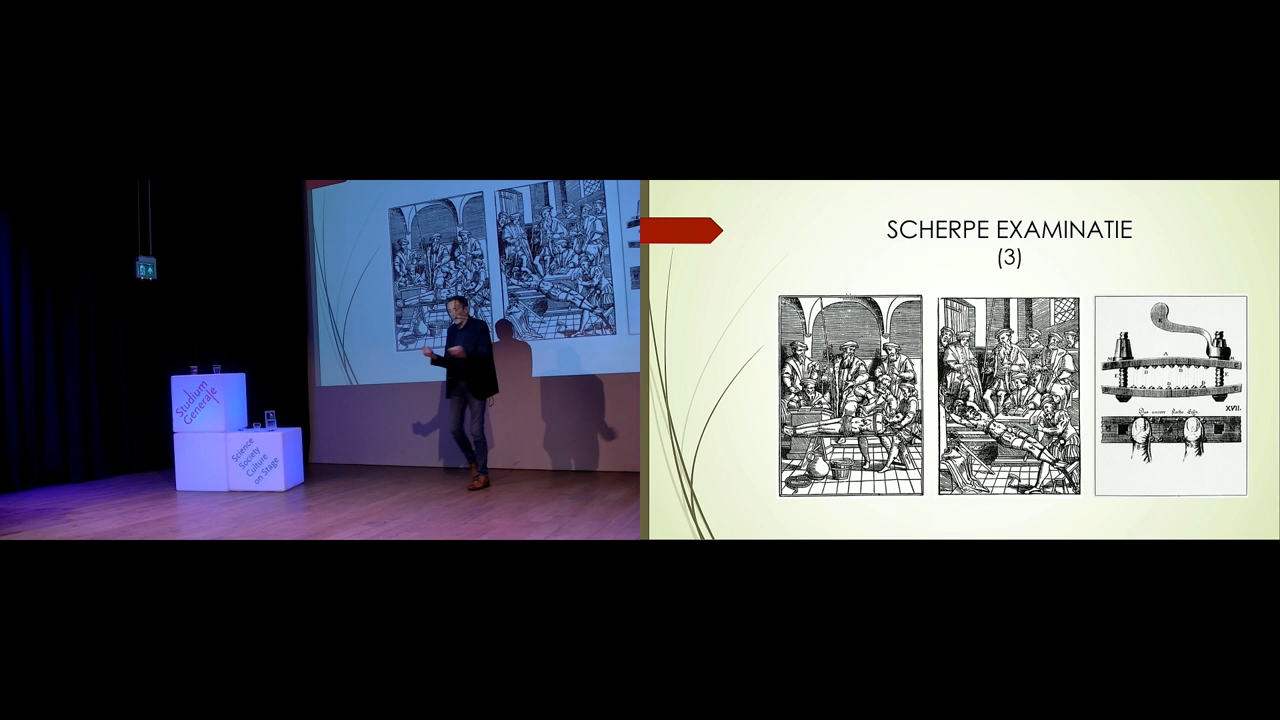 Studium
Generale
Science
Society
Culture
on Stage
SCHERPE EXAMINATIE
(3)
XVII.